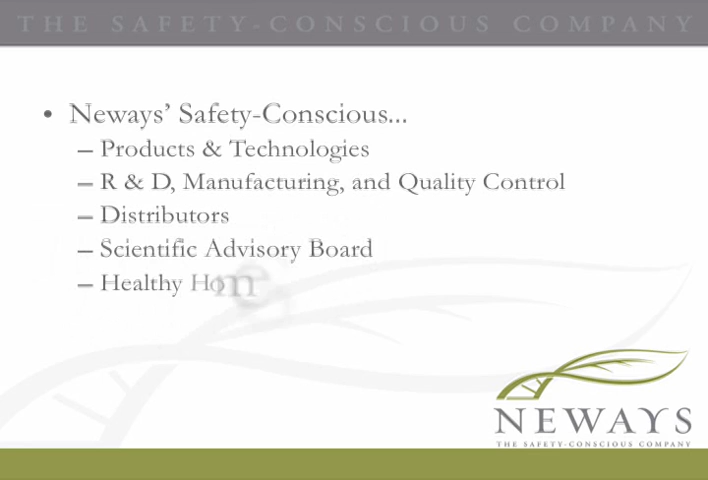 THE SAFETY-CONSCIOUS COMPANY
• Neways’ Safety-Conscious...
– Products & Technologies
– R & D, Manufacturing, and Quality Control
– Distributors
– Scientific Advisory Board
– Healthy Home
NEWAYS
THE SAFETY-CONSCIOUS COMPANY